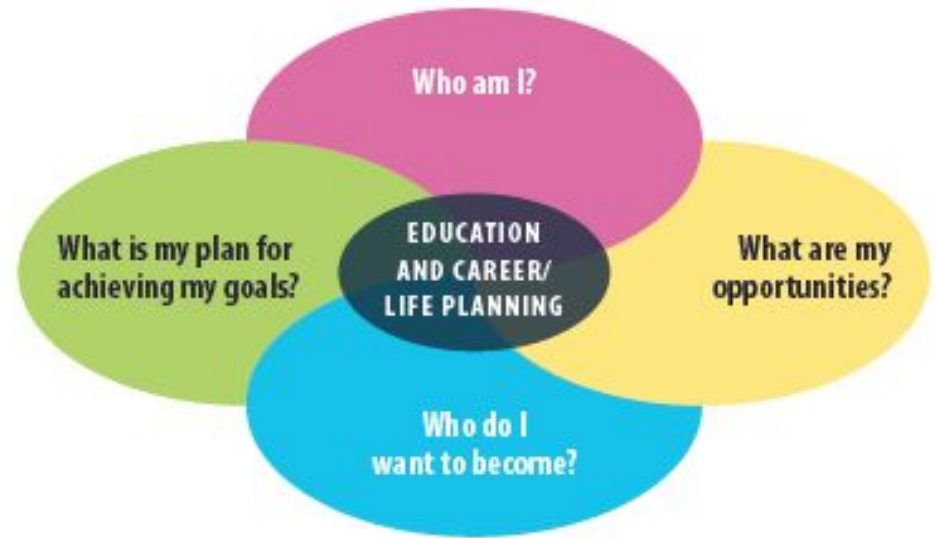 Who am I?
What is my plan for
achieving my goals?
EDUCATION
AND CAREER/
LIFE PLANNING
What are my
opportunities?
Who do I
want to become?